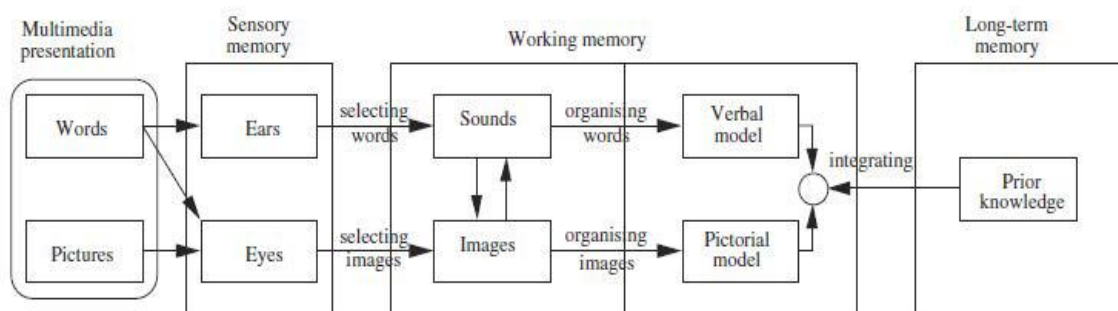 Multimedia
presentation
Sensory
memory
Working memory
Long-term
memory
Words
Ears
selecting
words
Sounds
organising
words
Verbal
model
integrating
Prior
knowledge
Pictures
Eyes
selecting
images
Images
organising
images
Pictorial
model